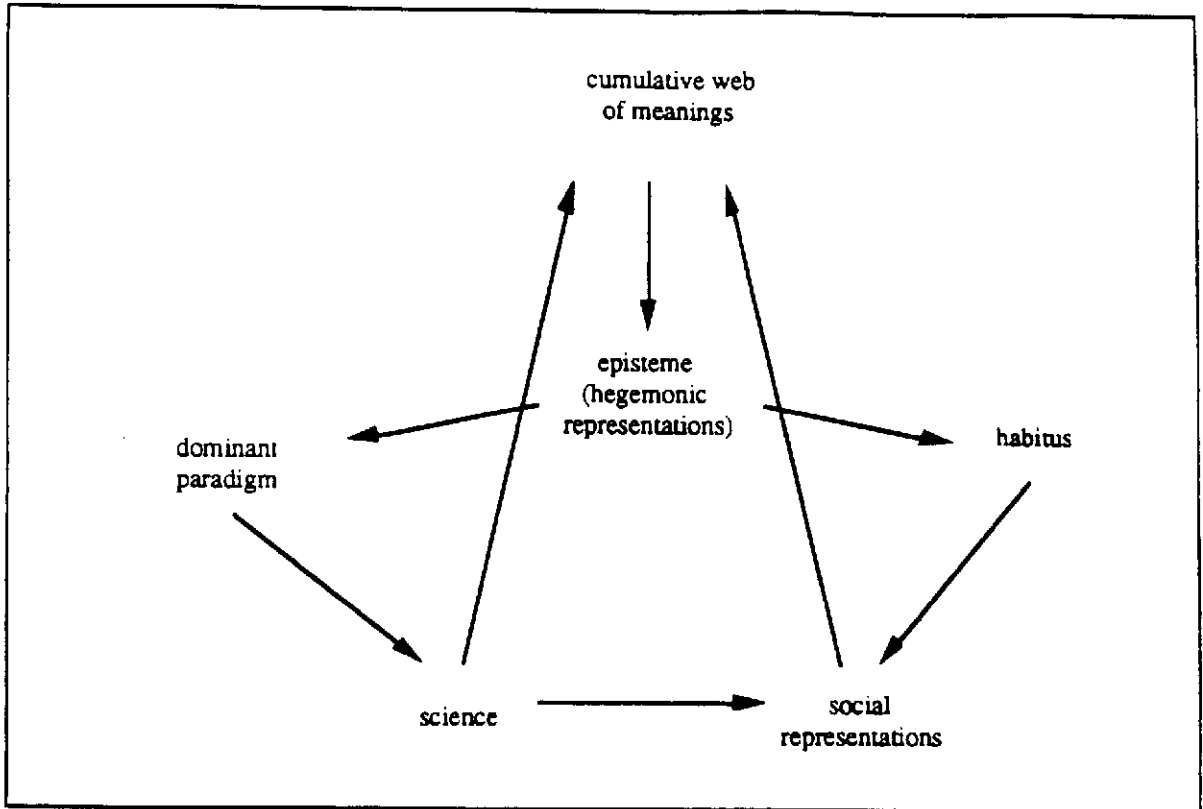 cumulative web
of meanings
episteme
(hegemonic
representations)
dominant
paradigm
habitus
science
social
representations